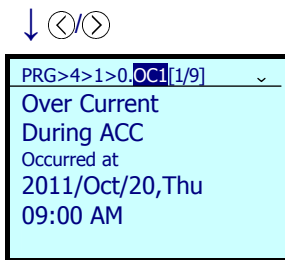 ↓ </>
PRG>4>1>0.OC1[1/9]
Over Current
During ACC
Occurred at
2011/Oct/20,Thu
09:00 AM